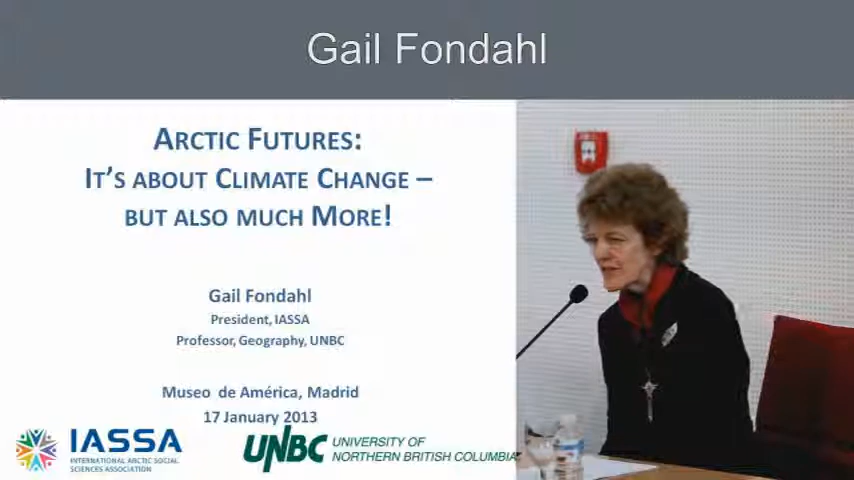 Gail Fondahl
ARCTIC FUTURES:
IT'S ABOUT CLIMATE CHANGE –
BUT ALSO MUCH MORE!
Gail Fondahl
President, IASSA
Professor, Geography, UNBC
Museo de América, Madrid
17 January 2013
IASSA
INTERNATIONAL ARCTIC SOCIAL
SCIENCES ASSOCIATION
UNBC
UNIVERSITY OF
NORTHERN BRITISH COLUMBIA